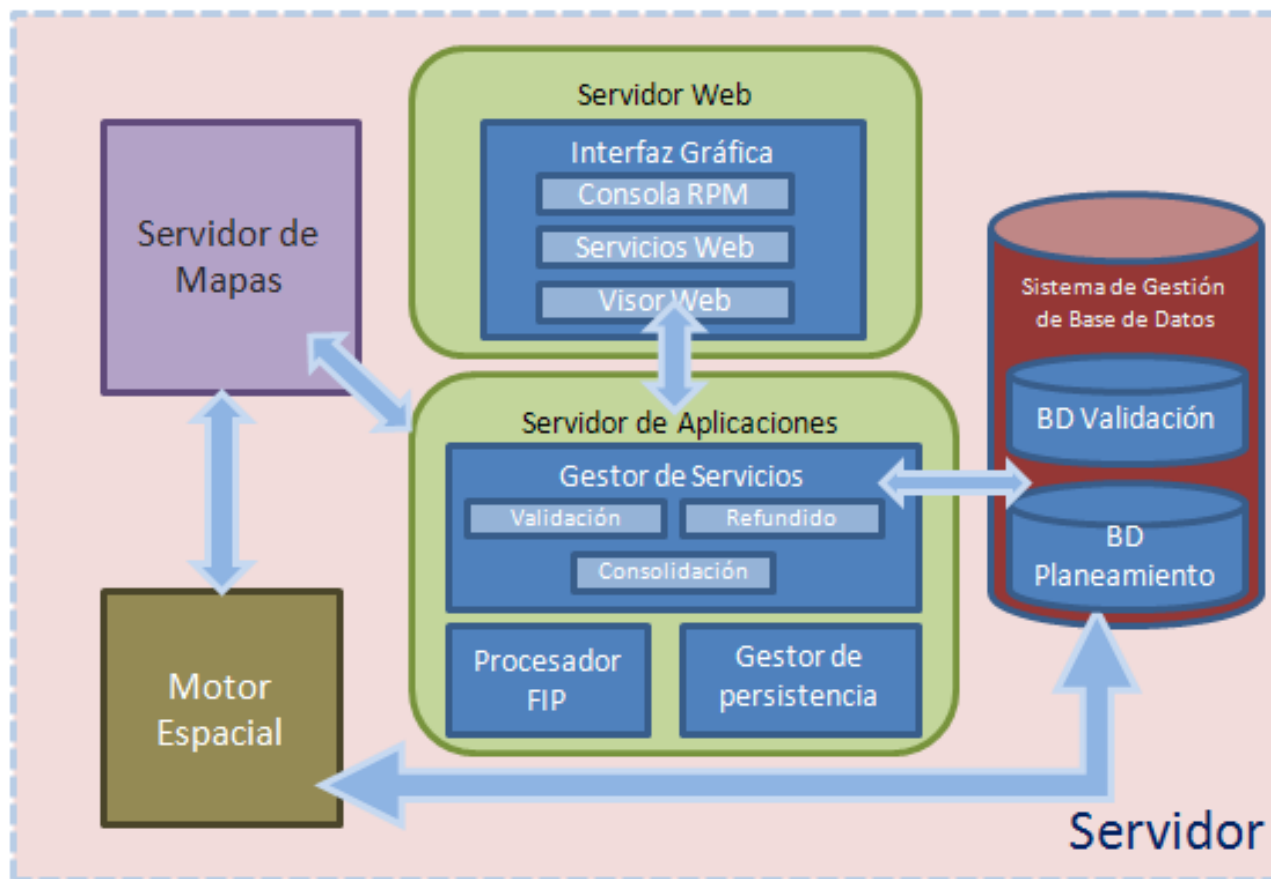 Servidor Web
Interfaz Gráfica
Consola RPM
Servicios Web
Visor Web
Servidor de
Mapas
Sistema de Gestión
de Base de Datos
BD Validación
BD
Planeamiento
Servidor de Aplicaciones
Gestor de Servicios
Validación
Refundido
Consolidación
Procesador
FIP
Gestor de
persistencia
Motor
Espacial
Servidor